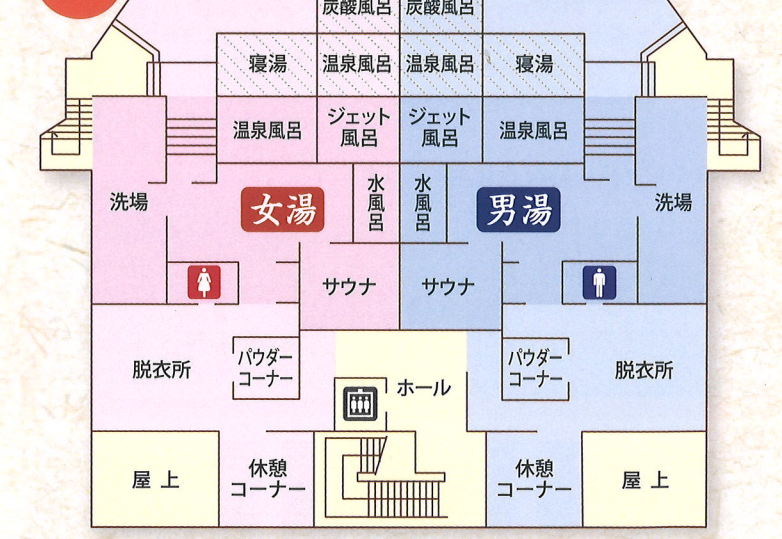 炭酸風呂
炭酸風呂
寝湯
温泉風呂
温泉風呂
寝湯
温泉風呂
ジェット
風呂
ジェット
風呂
温泉風呂
洗場
女湯
水風呂
水風呂
男湯
洗場
サウナ
サウナ
脱衣所
パウダー
コーナー
ホール
パウダー
コーナー
脱衣所
屋上
休憩
コーナー
休憩
コーナー
屋上